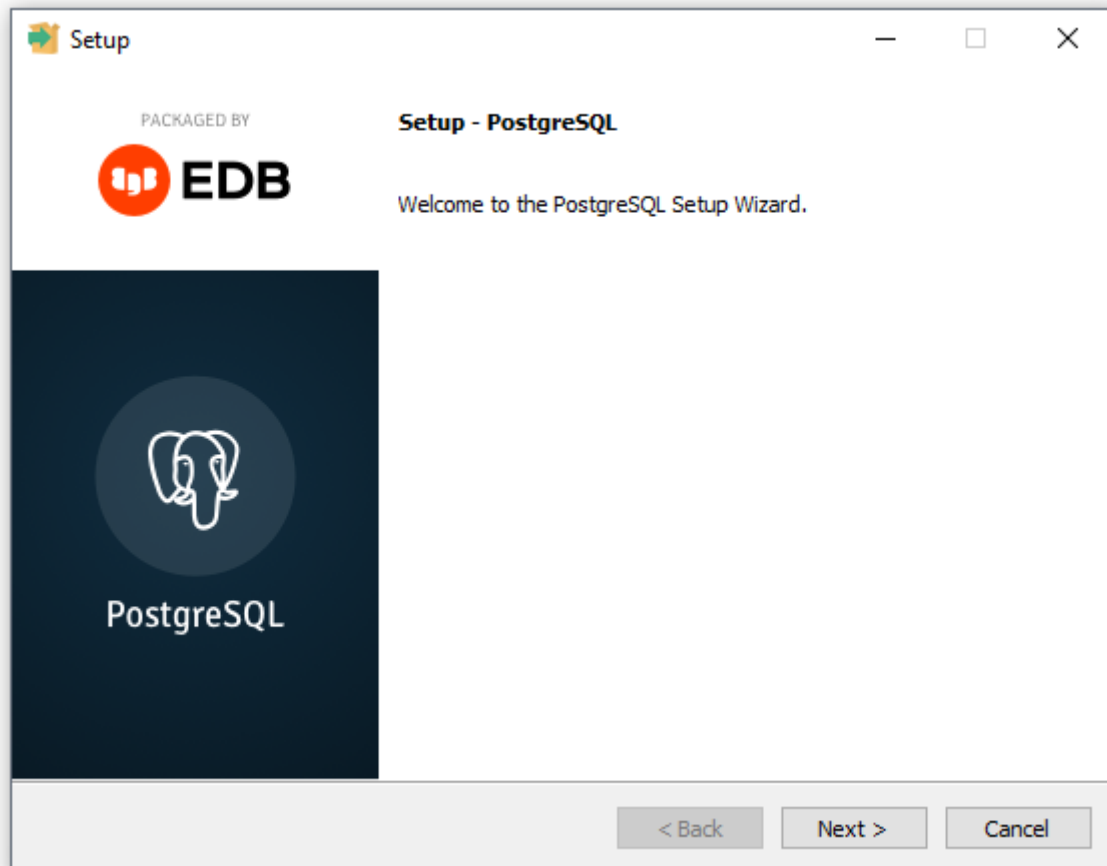 Setup
PACKAGED BY
EDB
Setup - PostgreSQL
Welcome to the PostgreSQL Setup Wizard.
PostgreSQL
< Back
Next >
Cancel